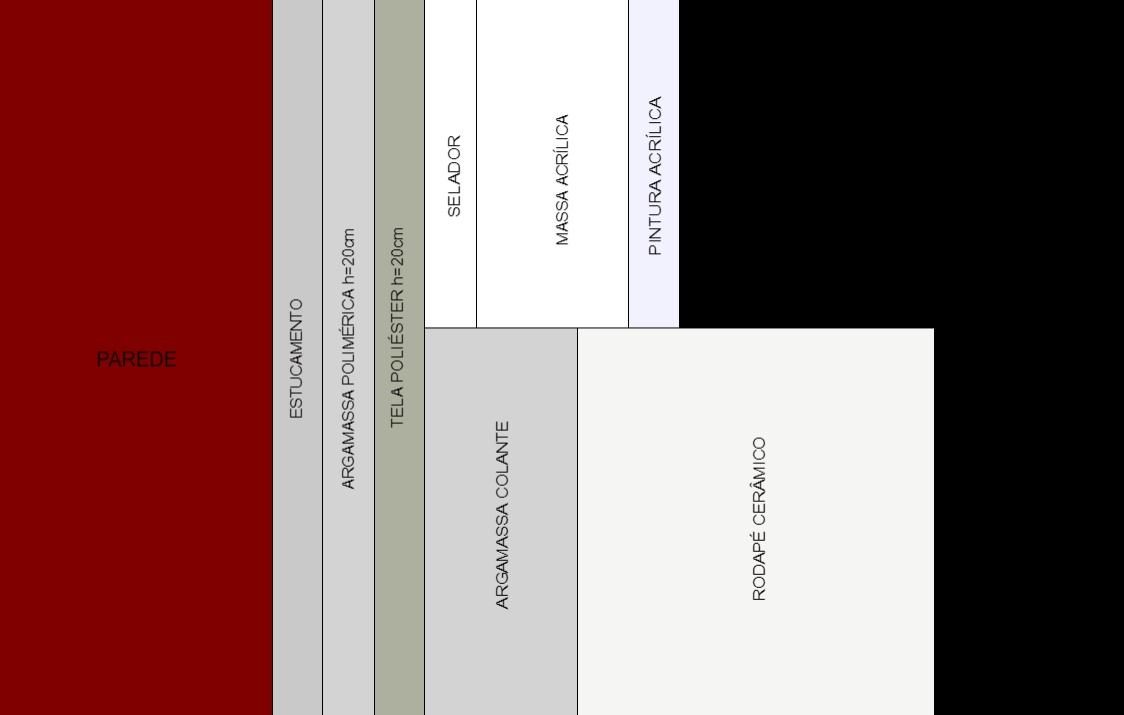 PAREDE
ESTUCAMENTO
ARGAMASSA POLIMÉRICA h=20cm
TELA POLIÉSTER h=20cm
SELADOR
MASSA ACRÍLICA
PINTURA ACRÍLICA
ARGAMASSA COLANTE
RODAPÉ CERÂMICO